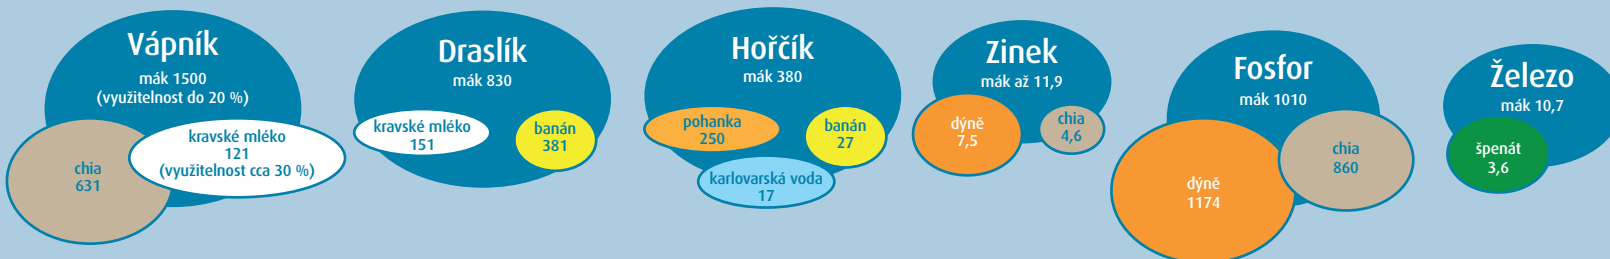 Vápník
mák 1500
(využitelnost do 20 %)
chia
631
kravské mléko
121
(využitelnost cca 30 %)
Draslík
mák 830
kravské mléko
151
banán
381
Hořčík
mák 380
pohanka
250
banán
27
karlovarská voda
17
Zinek
mák až 11,9
dýně
7,5
chia
4,6
Fosfor
mák 1010
dýně
1174
chia
860
Železo
mák 10,7
špenát
3,6